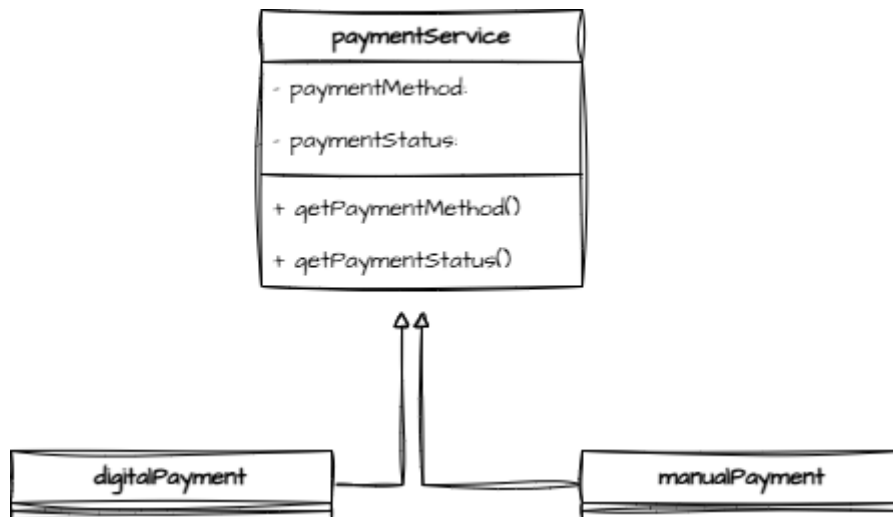 paymentService
- paymentMethod:
- paymentStatus:
+ getPaymentMethod()
+ getPaymentStatus()
digitalPayment
manualPayment